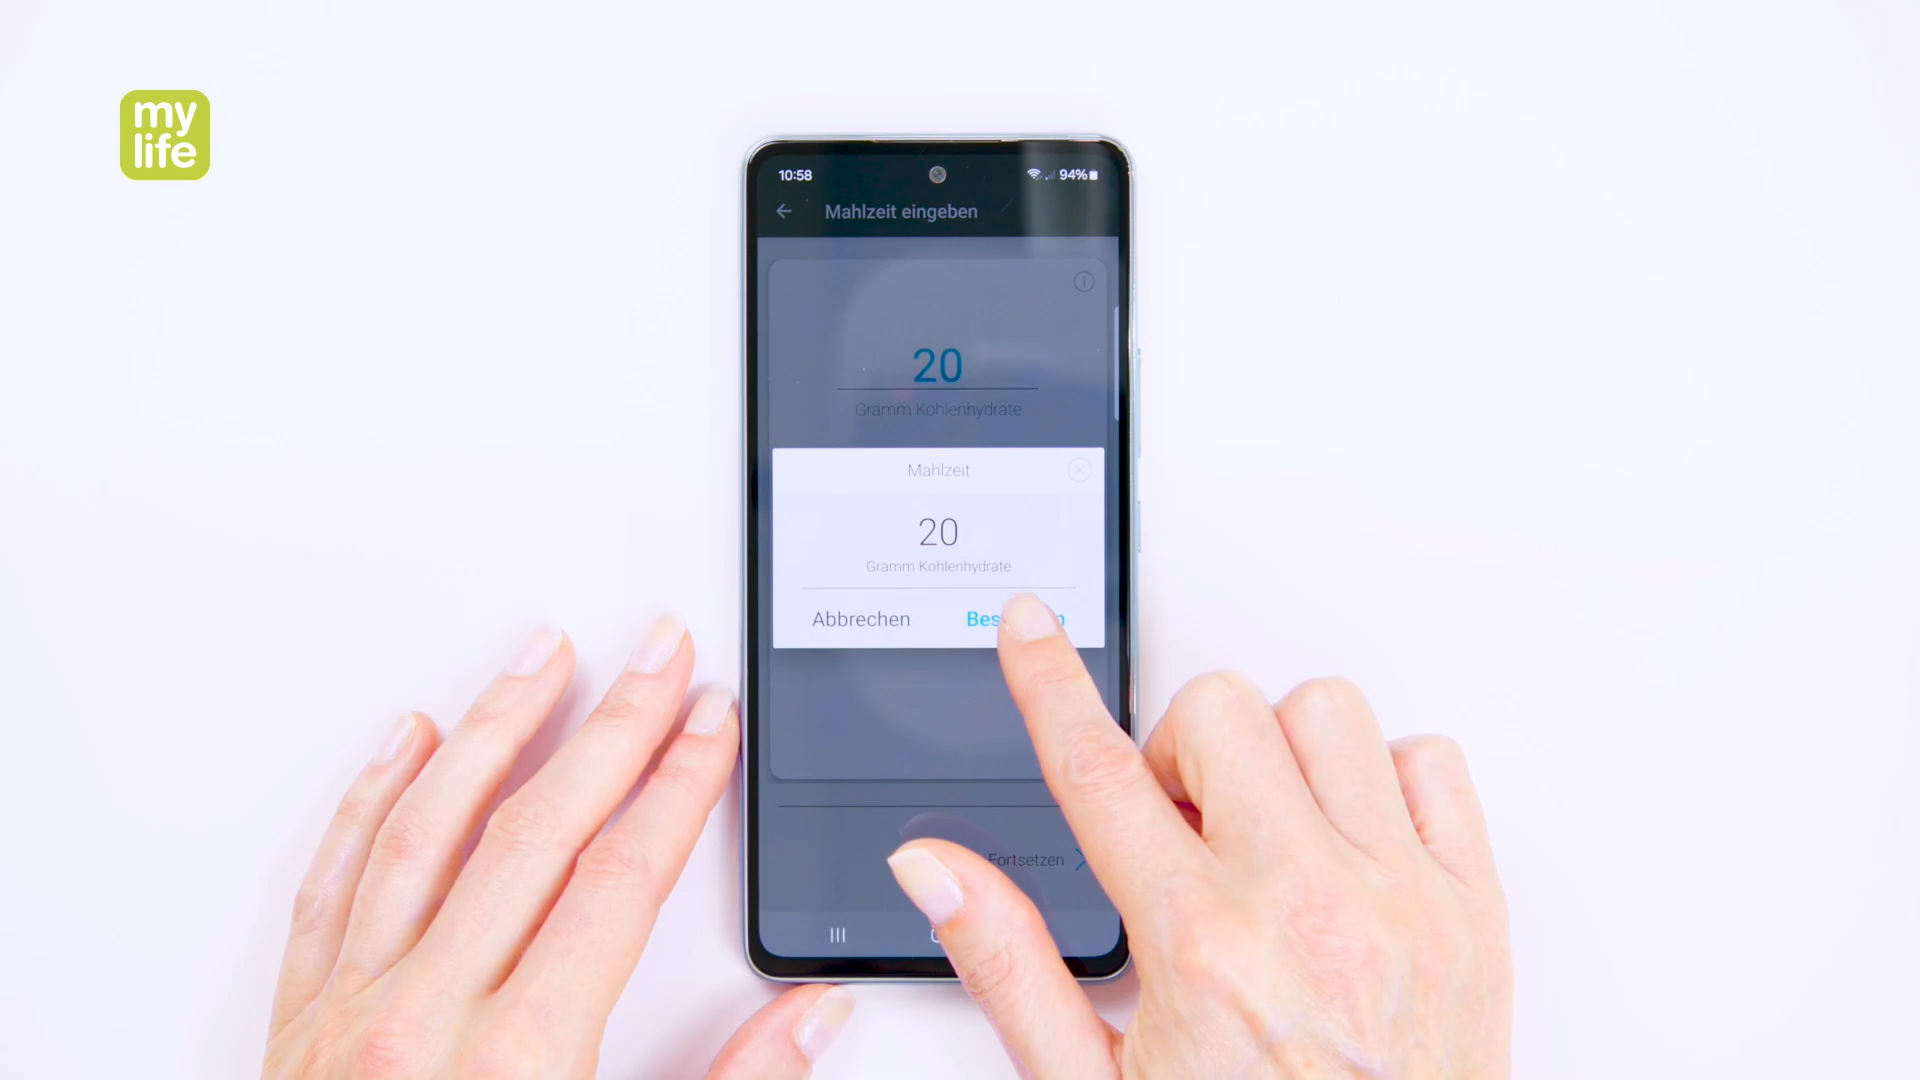 my
life
10:58
94%
Mahlzeit eingeben
20
Gramm Kohlenhydrate
Mahlzeit
20
Gramm Kohlenhydrate
Abbrechen
Fortsetzen